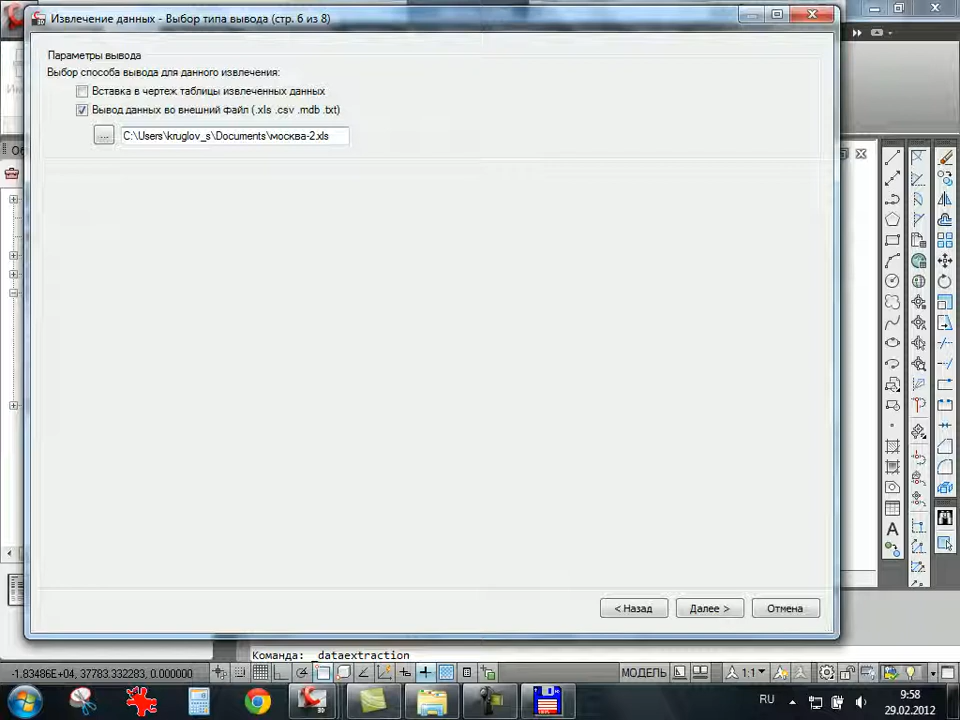 Извлечение данных - Выбор типа вывода (стр. 6 из 8)
Параметры вывода
Выбор способа вывода для данного извлечения:
Вставка в чертеж таблицы извлеченных данных
Вывод данных во внешний файл (.xls .csv .mdb .txt)
...
C:\Users\kruglov_s\Documents\москва-2.xls
< Назад
Далее >
Отмена
Команда: _dataextraction
-1.83486E+04, 37783.332283, 0.000000
МОДЕЛЬ
1:1
RU
9:58
29.02.2012